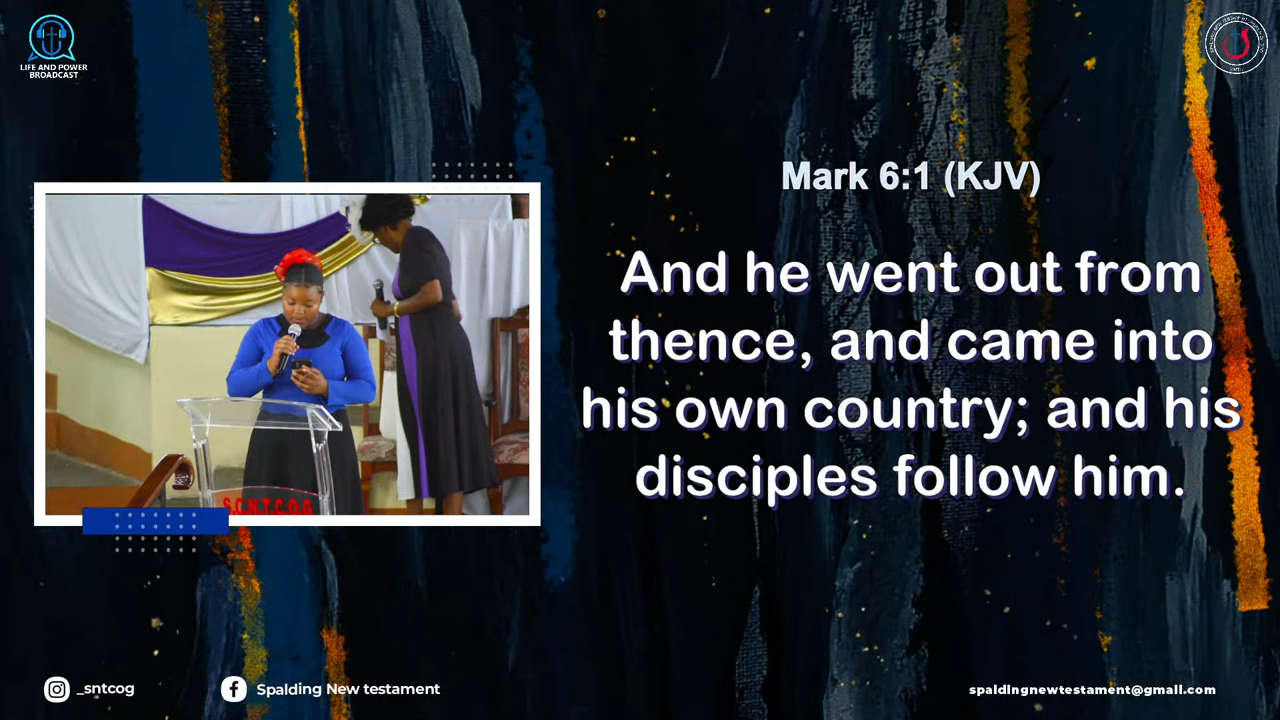 LIFE AND POWER
BROADCAST
Mark 6:1 (KJV)
And he went out from
thence, and came into
his own country; and his
disciples follow him.
S.C.N.T.C.O.G
_sntcog
Spalding New testament
spaldingnewtestament@gmail.com